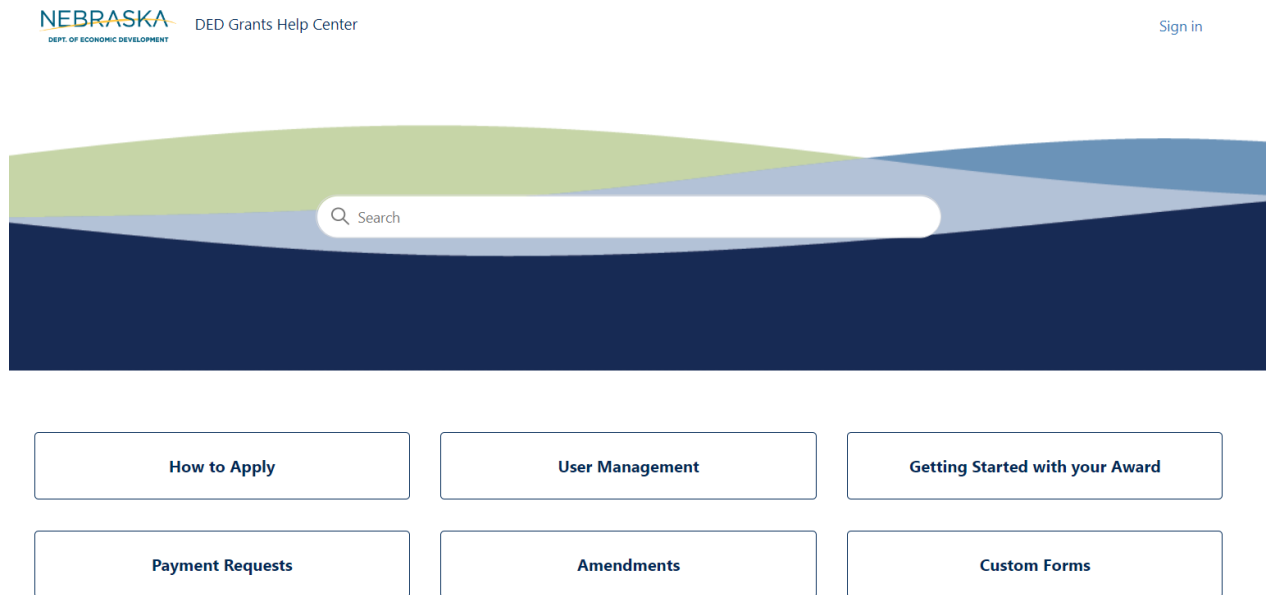 NEBRASKA
DEPT. OF ECONOMIC DEVELOPMENT
DED Grants Help Center
Sign in
Search
How to Apply
User Management
Getting Started with your Award
Payment Requests
Amendments
Custom Forms